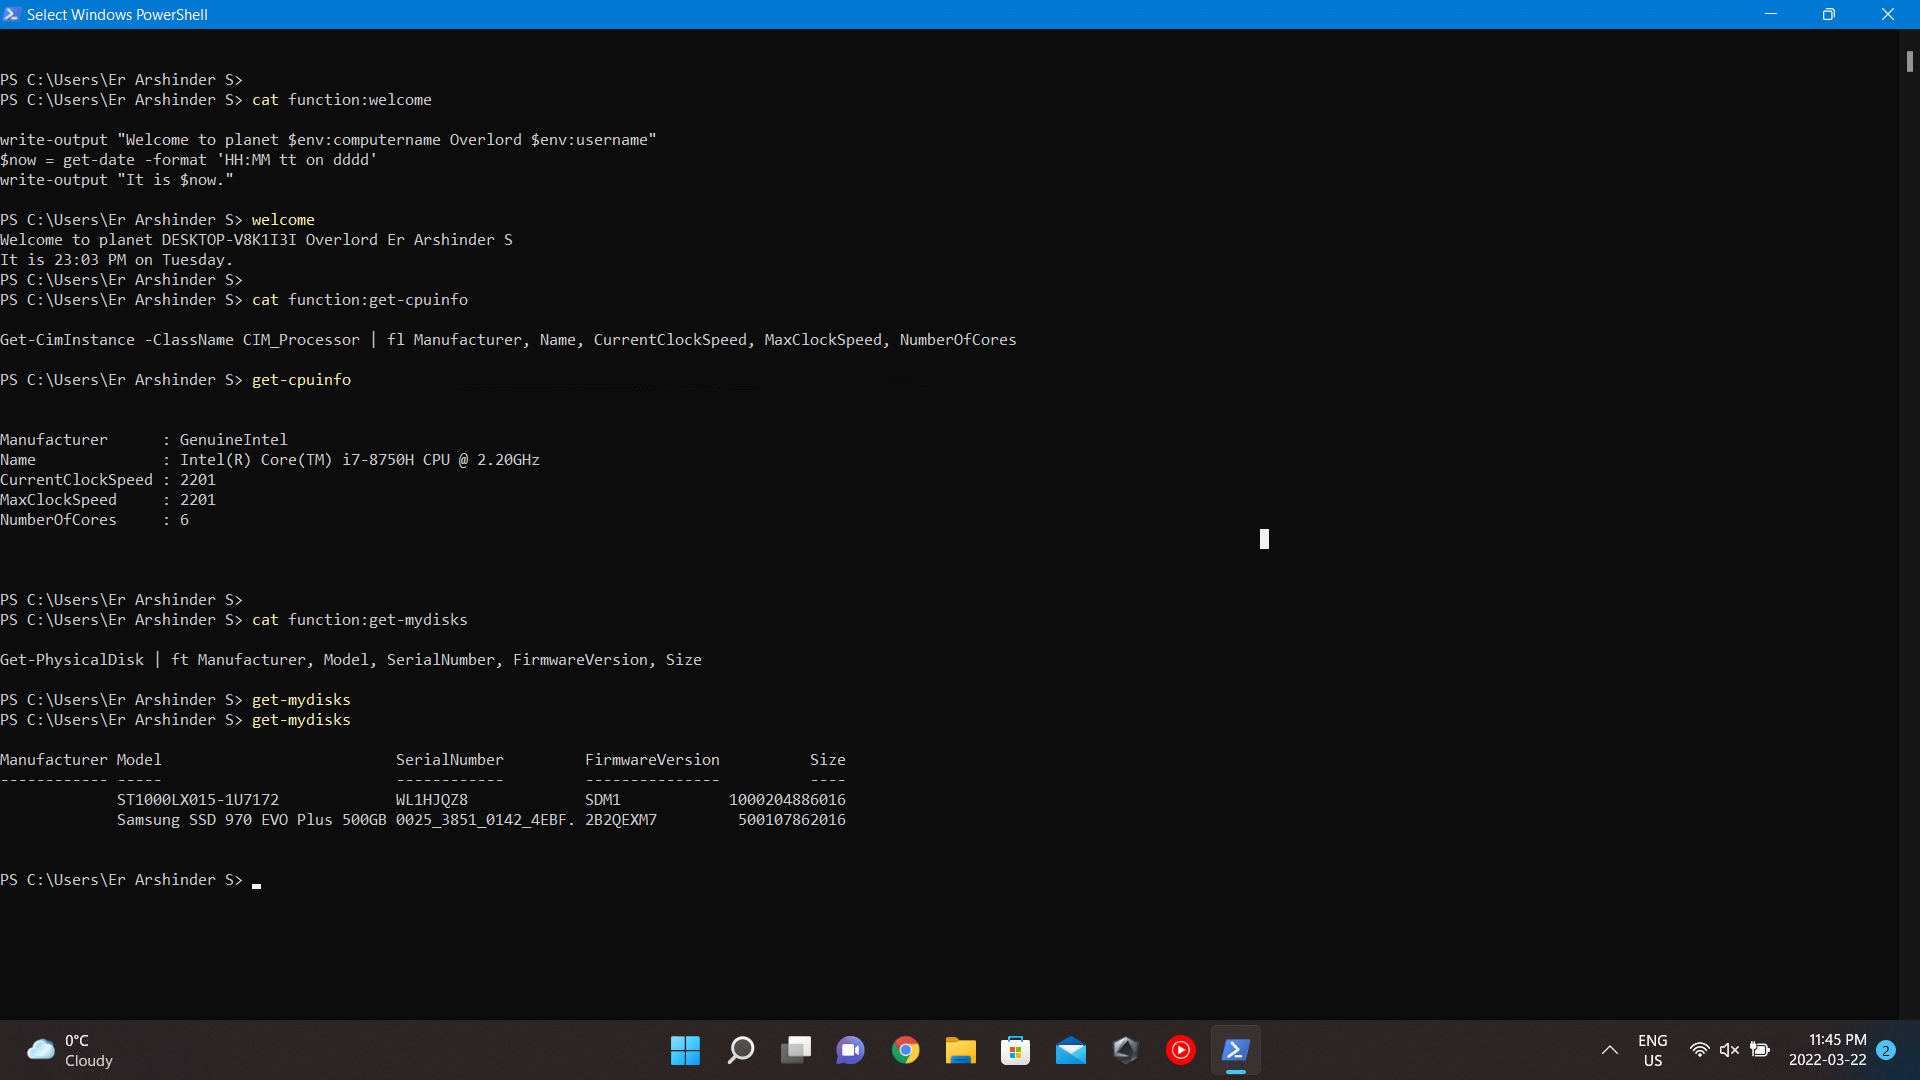 Select Windows PowerShell
PS C:\Users\Er Arshinder S>
PS C:\Users\Er Arshinder S> cat function:welcome
write-output "Welcome to planet $env:computername Overlord $env:username"
$now = get-date -format 'HH:MM tt on dddd'
write-output "It is $now."
PS C:\Users\Er Arshinder S> welcome
Welcome to planet DESKTOP-V8K1I3I Overlord Er Arshinder S
It is 23:03 PM on Tuesday.
PS C:\Users\Er Arshinder S>
PS C:\Users\Er Arshinder S> cat function:get-cpuinfo
Get-CimInstance -ClassName CIM_Processor | fl Manufacturer, Name, CurrentClockSpeed, MaxClockSpeed, NumberOfCores
PS C:\Users\Er Arshinder S> get-cpuinfo
Manufacturer      : GenuineIntel
Name              : Intel(R) Core(TM) i7-8750H CPU @ 2.20GHz
CurrentClockSpeed : 2201
MaxClockSpeed     : 2201
NumberOfCores     : 6
PS C:\Users\Er Arshinder S>
PS C:\Users\Er Arshinder S> cat function:get-mydisks
Get-PhysicalDisk | ft Manufacturer, Model, SerialNumber, FirmwareVersion, Size
PS C:\Users\Er Arshinder S> get-mydisks
PS C:\Users\Er Arshinder S> get-mydisks
Manufacturer Model                          SerialNumber         FirmwareVersion          Size
------------ -----                          ------------         ---------------          ----
             ST1000LX015-1U7172             WL1HJQZ8             SDM1            1000204886016
             Samsung SSD 970 EVO Plus 500GB 0025_3851_0142_4EBF. 2B2QEXM7         500107862016
PS C:\Users\Er Arshinder S>
0°C
Cloudy
ENG
US
11:45 PM
2022-03-22
2